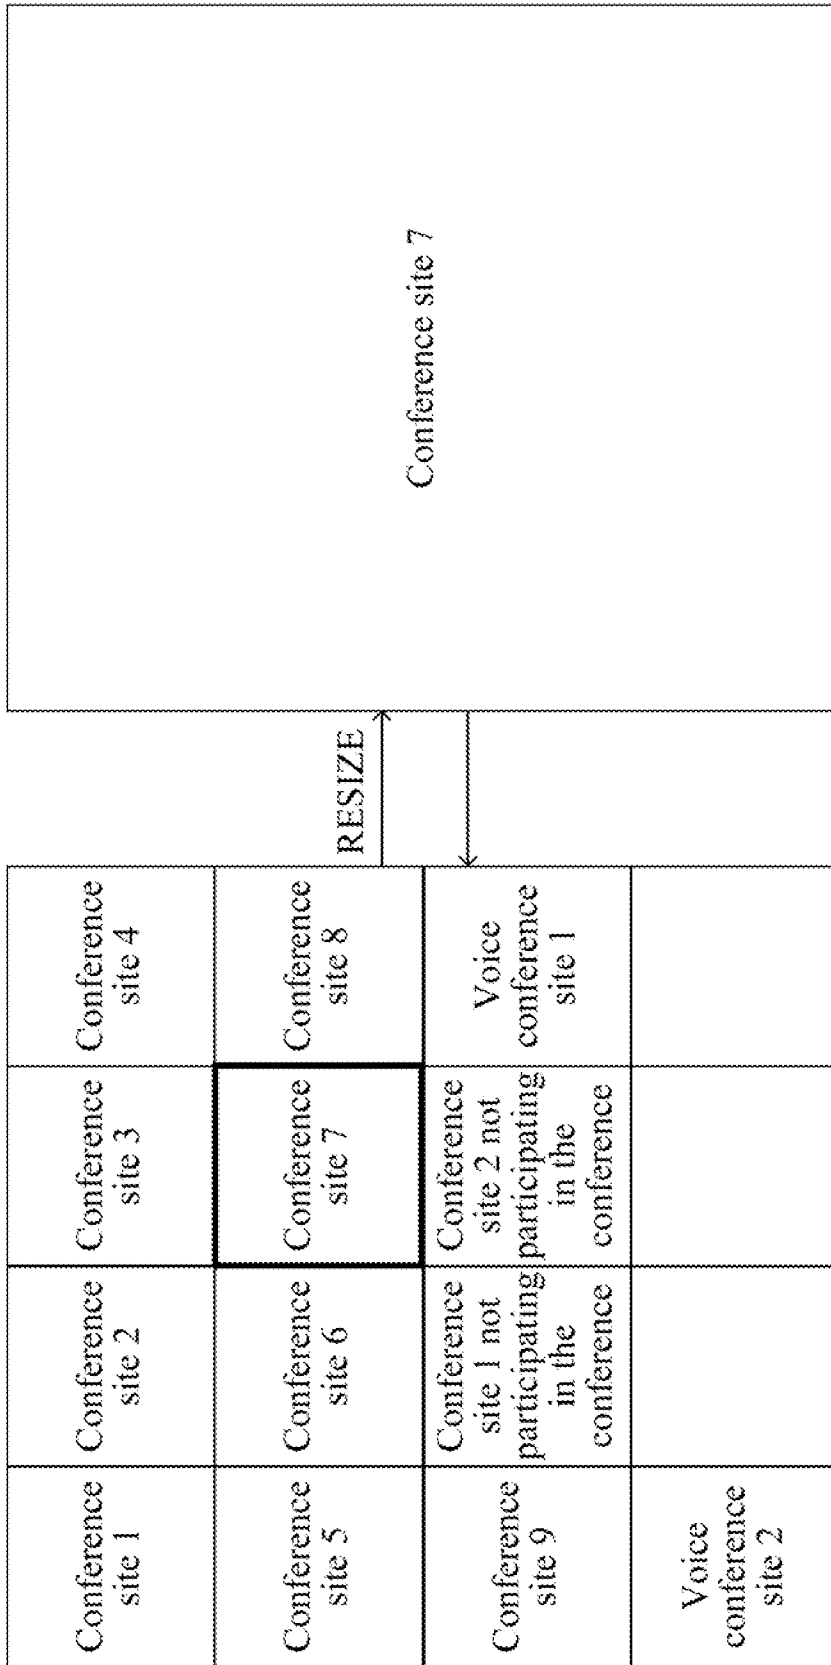 Conference
site 1
Conference
site 2
Conference
site 3
Conference
site 4
Conference
site 5
Conference
site 6
Conference
site 7
Conference
site 8
Conference
site 9
Conference
site 1 not
participating
in the
conference
Conference
site 2 not
participating
in the
conference
Voice
conference
site 1
Voice
conference
site 2
RESIZE
Conference site 7